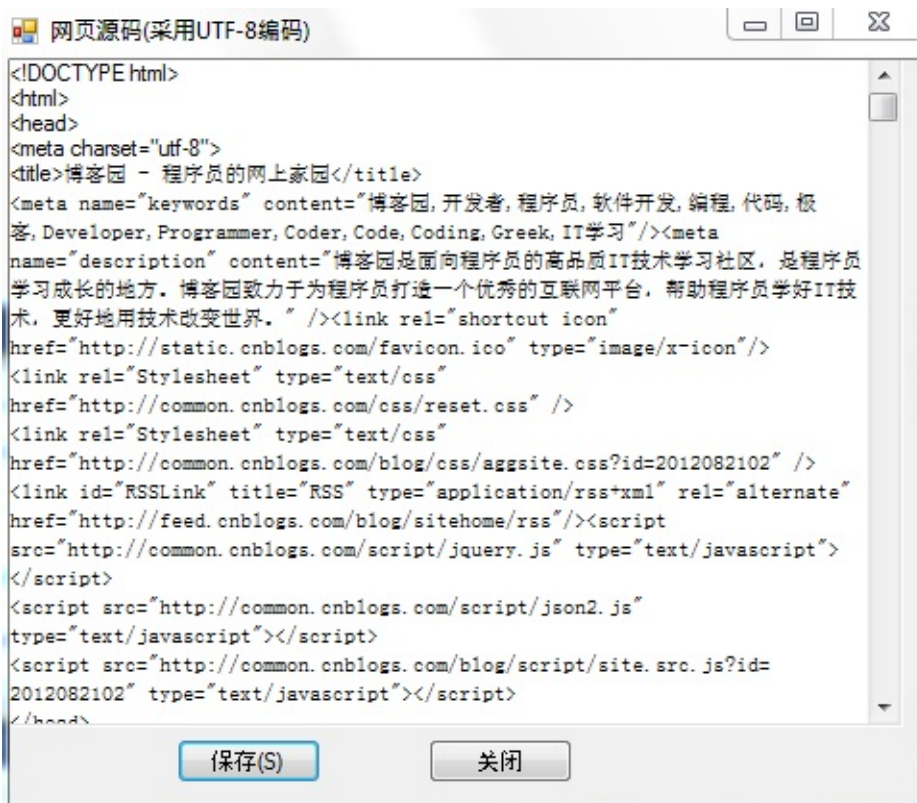 网页源码(采用UTF-8编码)
<!DOCTYPE html>
<html>
<head>
<meta charset="utf-8">
<title>博客园 - 程序员的网上家园</title>
<meta name="keywords" content="博客园,开发者,程序员,软件开发,编程,代码,极
客,Developer,Programmer,Coder,Code,Coding,Greek,IT学习"/><meta
name="description" content="博客园是面向程序员的高品质IT技术学习社区，是程序员
学习成长的地方。博客园致力于为程序员打造一个优秀的互联网平台，帮助程序员学好IT技
术，更好地用技术改变世界。" /><link rel="shortcut icon"
href="http://static.cnblogs.com/favicon.ico" type="image/x-icon"/>
<link rel="Stylesheet" type="text/css"
href="http://common.cnblogs.com/css/reset.css" />
<link rel="Stylesheet" type="text/css"
href="http://common.cnblogs.com/blog/css/aggsite.css?id=2012082102" />
<link id="RSSLink" title="RSS" type="application/rss+xml" rel="alternate"
href="http://feed.cnblogs.com/blog/sitehome/rss"/><script
src="http://common.cnblogs.com/script/jquery.js" type="text/javascript">
</script>
<script src="http://common.cnblogs.com/script/json2.js"
type="text/javascript"></script>
<script src="http://common.cnblogs.com/blog/script/site.src.js?id=
2012082102" type="text/javascript"></script>
</head>
保存(S) 关闭